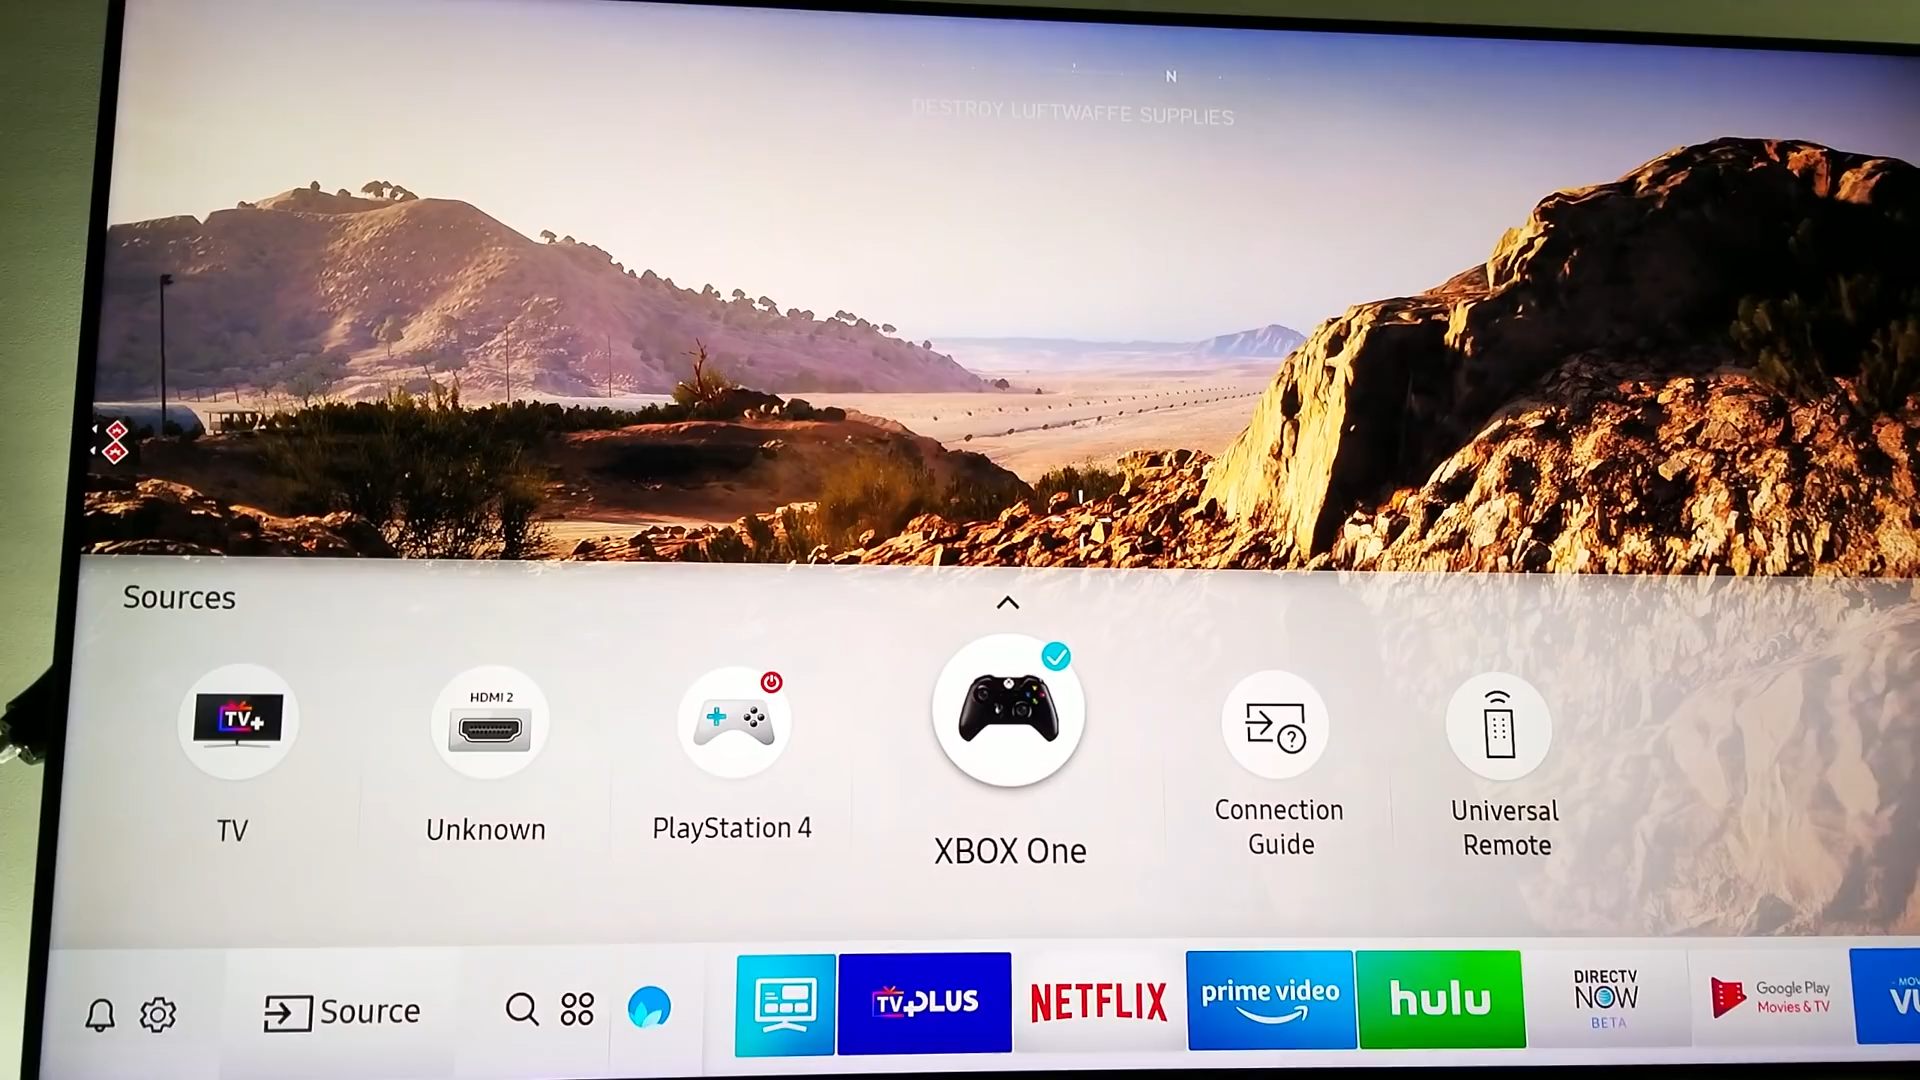 N
DESTROY LUFTWAFFE SUPPLIES
Sources
TV+
HDMI 2
TV
Unknown
PlayStation 4
XBOX One
Connection
Guide
Universal
Remote
Source
TV PLUS
NETFLIX
prime video
hulu
DIRECTV
NOW
BETA
Google Play
Movies & TV